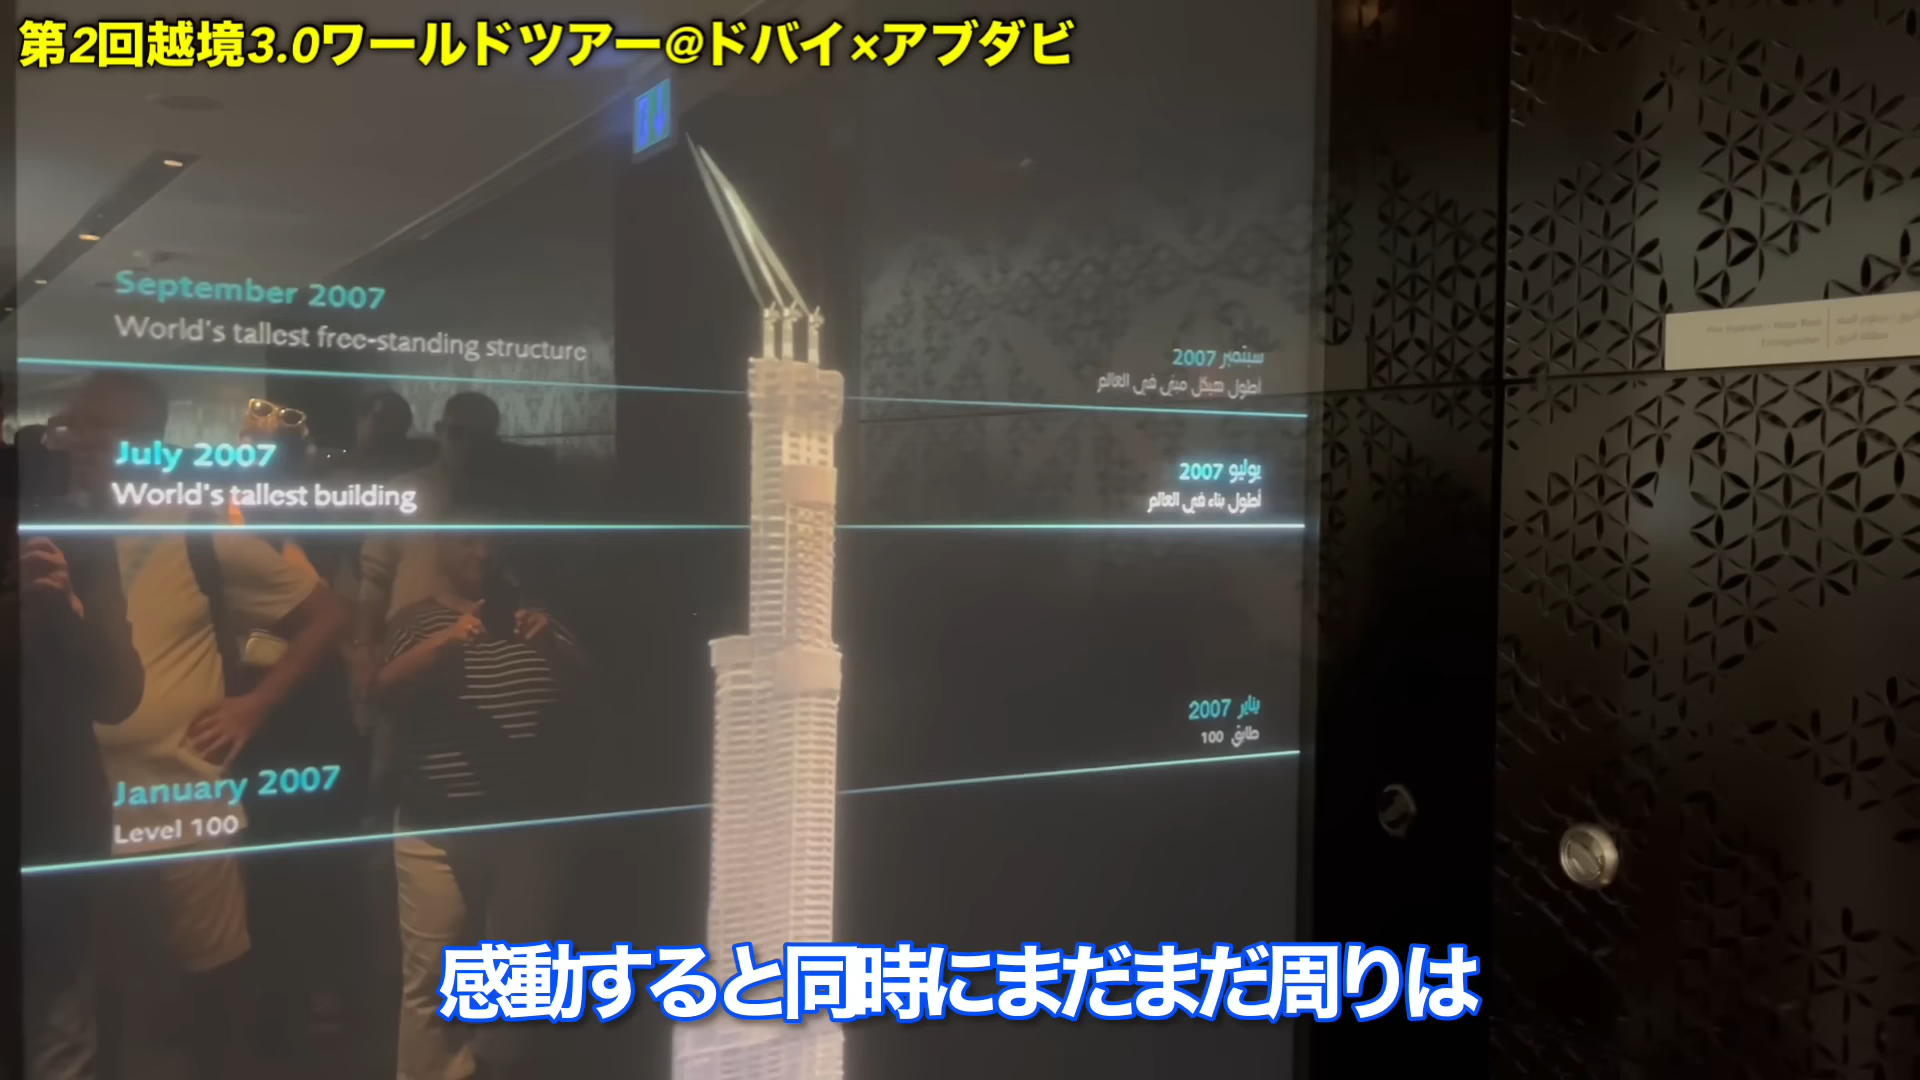 第2回越境3.0ワールドツアー@ドバイ×アブダビ
September 2007
World's tallest free-standing structure
سبتمبر 2007
أطول هيكل مبني في العالم
July 2007
World's tallest building
يوليو 2007
أطول بناء في العالم
يناير 2007
طابق 100
January 2007
Level 100
感動すると同時にまだまだ周りは